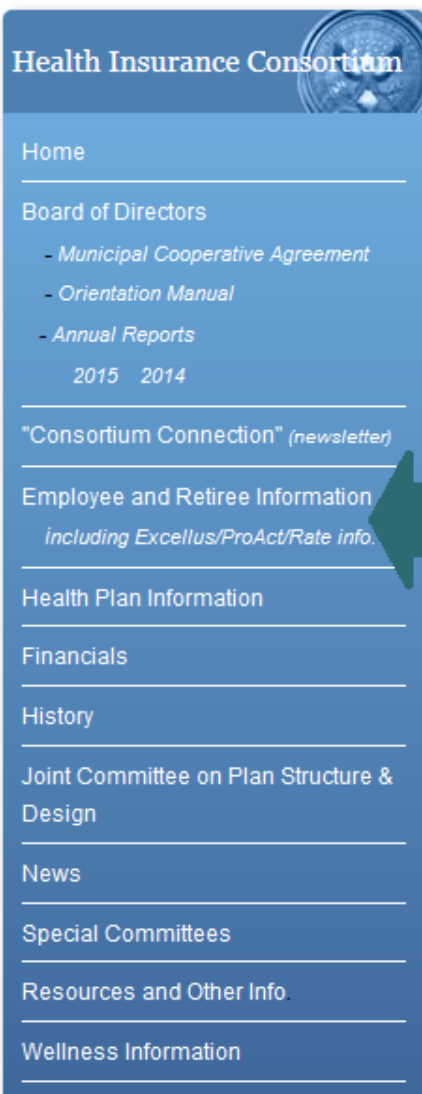 Health Insurance Consortium
Home
Board of Directors
- Municipal Cooperative Agreement
- Orientation Manual
- Annual Reports
2015 2014
"Consortium Connection" (newsletter)
Employee and Retiree Information
including Excellus/ProAct/Rate info.
Health Plan Information
Financials
History
Joint Committee on Plan Structure &
Design
News
Special Committees
Resources and Other Info.
Wellness Information